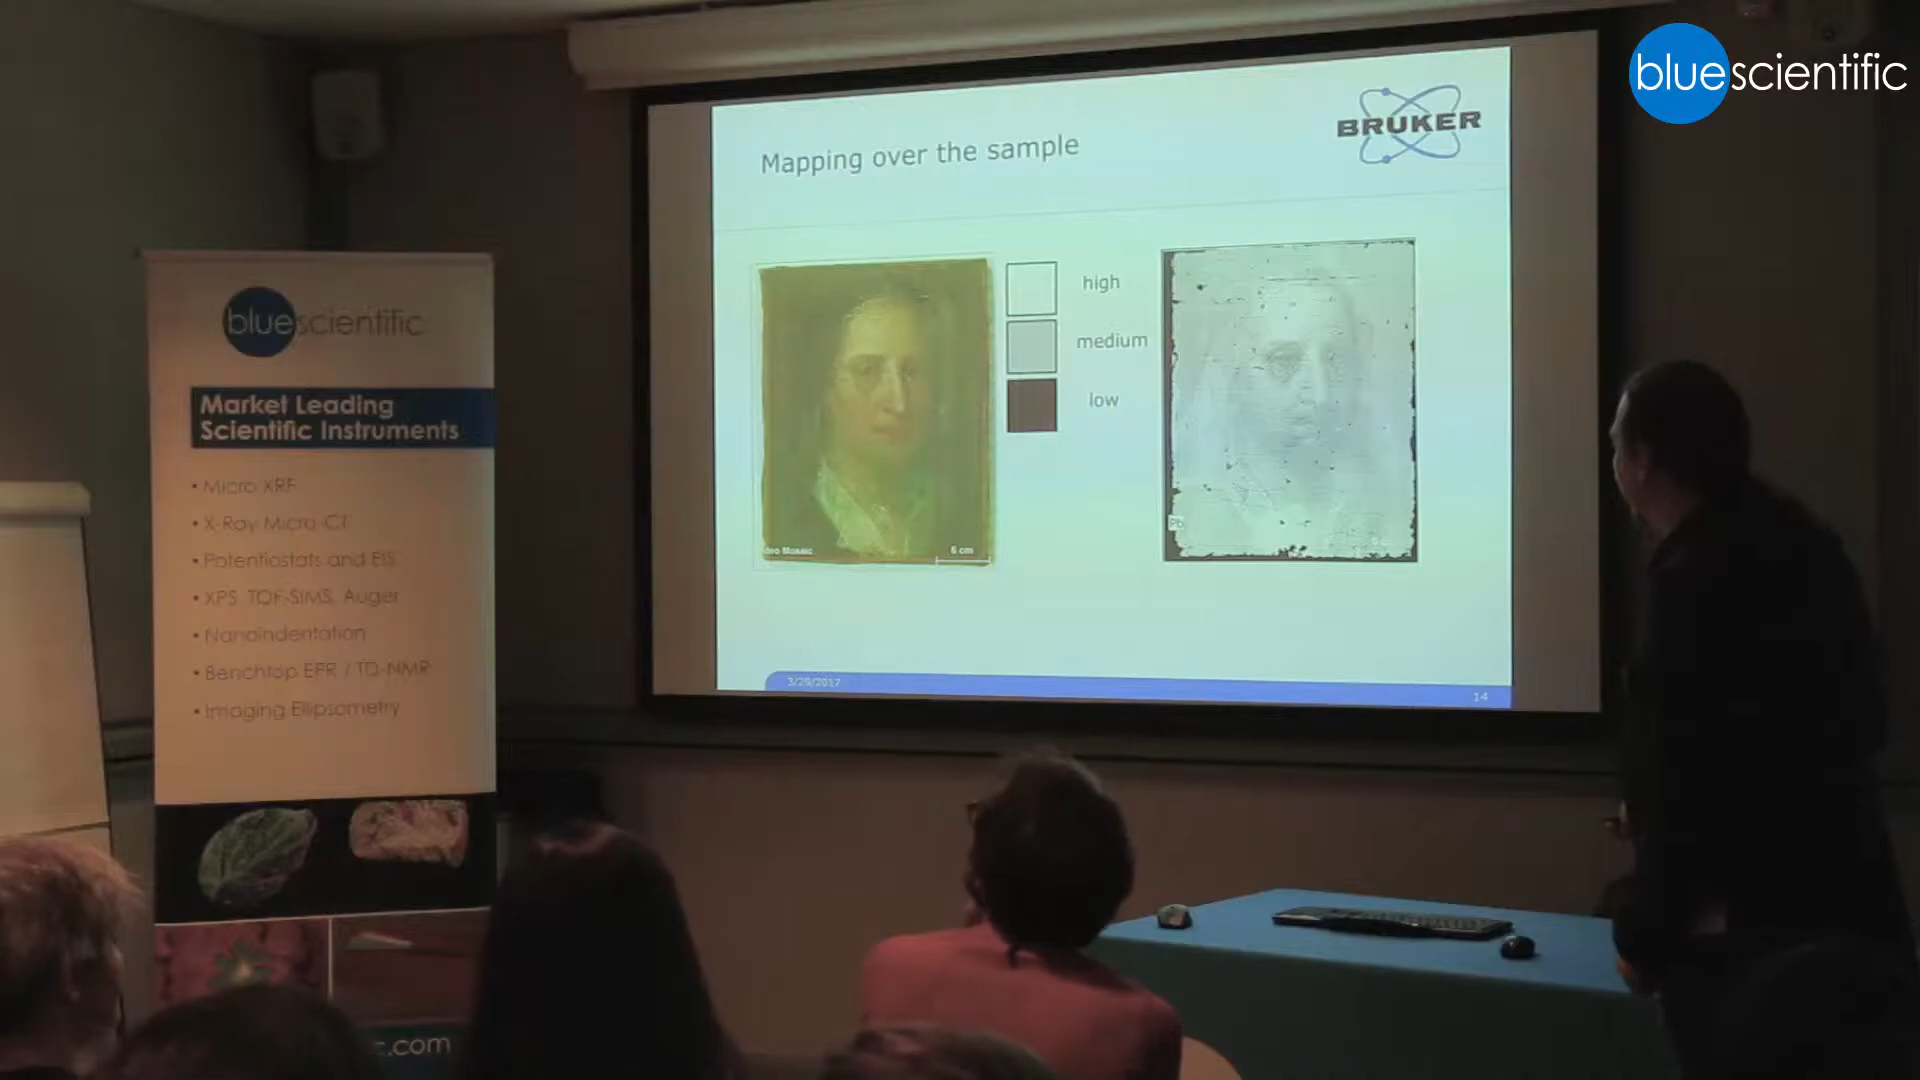 bluescientific
BRUKER
Mapping over the sample
high
medium
low
Pb
6 cm
3/29/2017
14
bluescientific
Market Leading
Scientific Instruments
• Micro XRF
• X-Ray Micro-CT
• Potentiostats and EIS
• XPS, TOF-SIMS, Auger
• Nanoindentation
• Benchtop EPR / TD-NMR
• Imaging Ellipsometry
.com